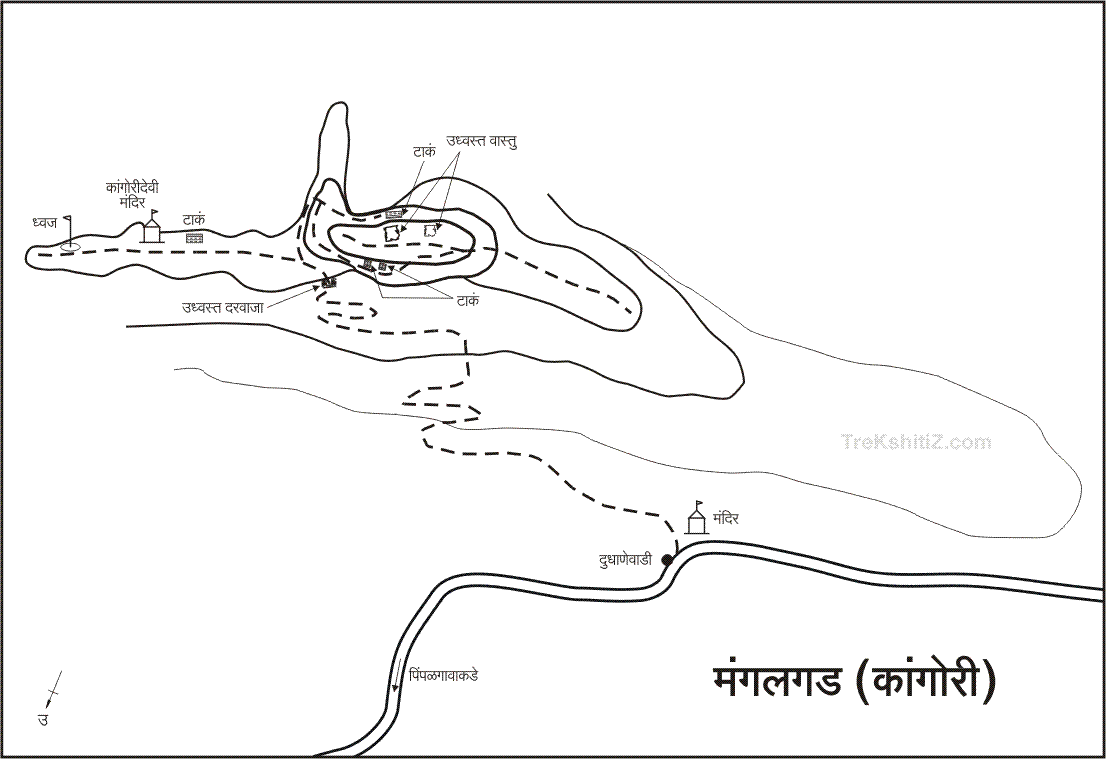 उध्वस्त वास्तु
टाकं
कांगोरीदेवी
मंदिर
ध्वज
टाकं
उध्वस्त दरवाजा
टाकं
TreKshitiZ.com
मंदिर
दुधाणेवाडी
पिंपळगावाकडे
मंगलगड (कांगोरी)
उ